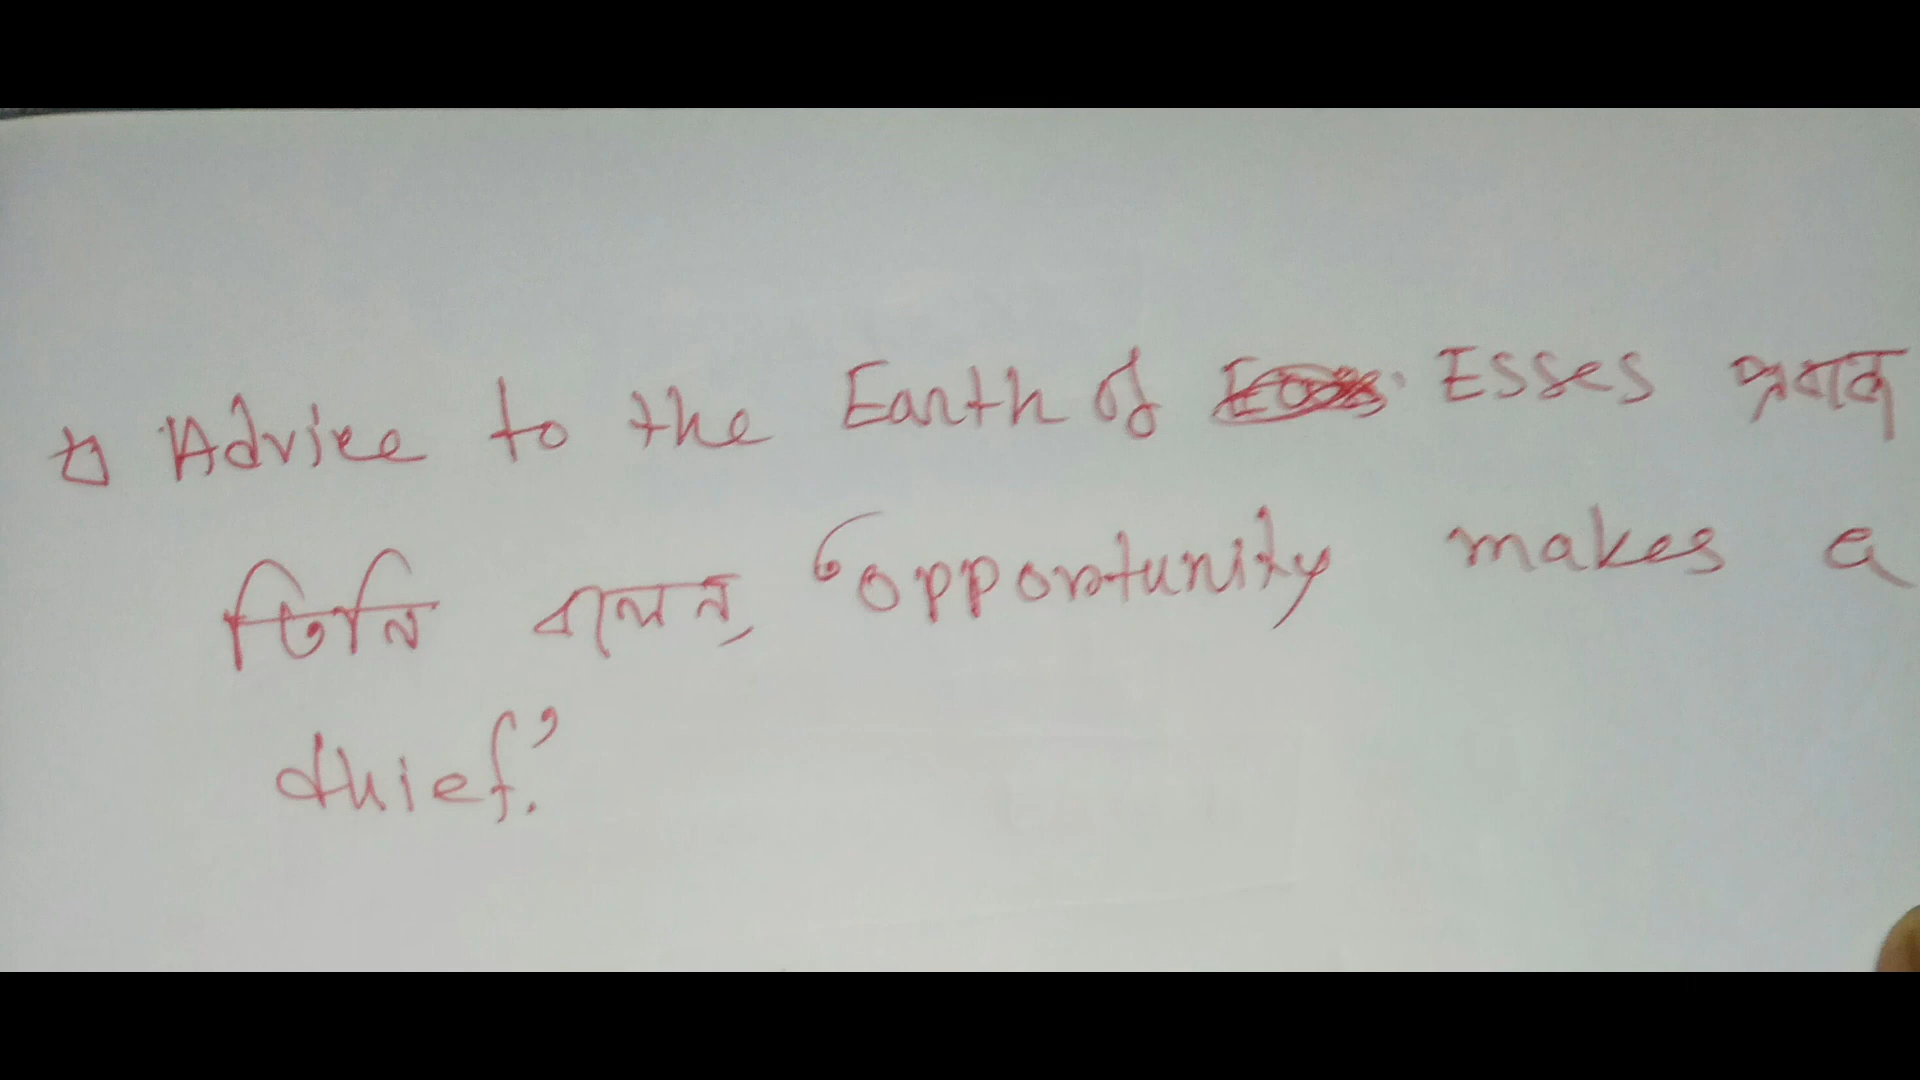 Advice to the Earth of Esses প্রবন্ধে
তিনি বলেন, 'opportunity makes a
thief.'